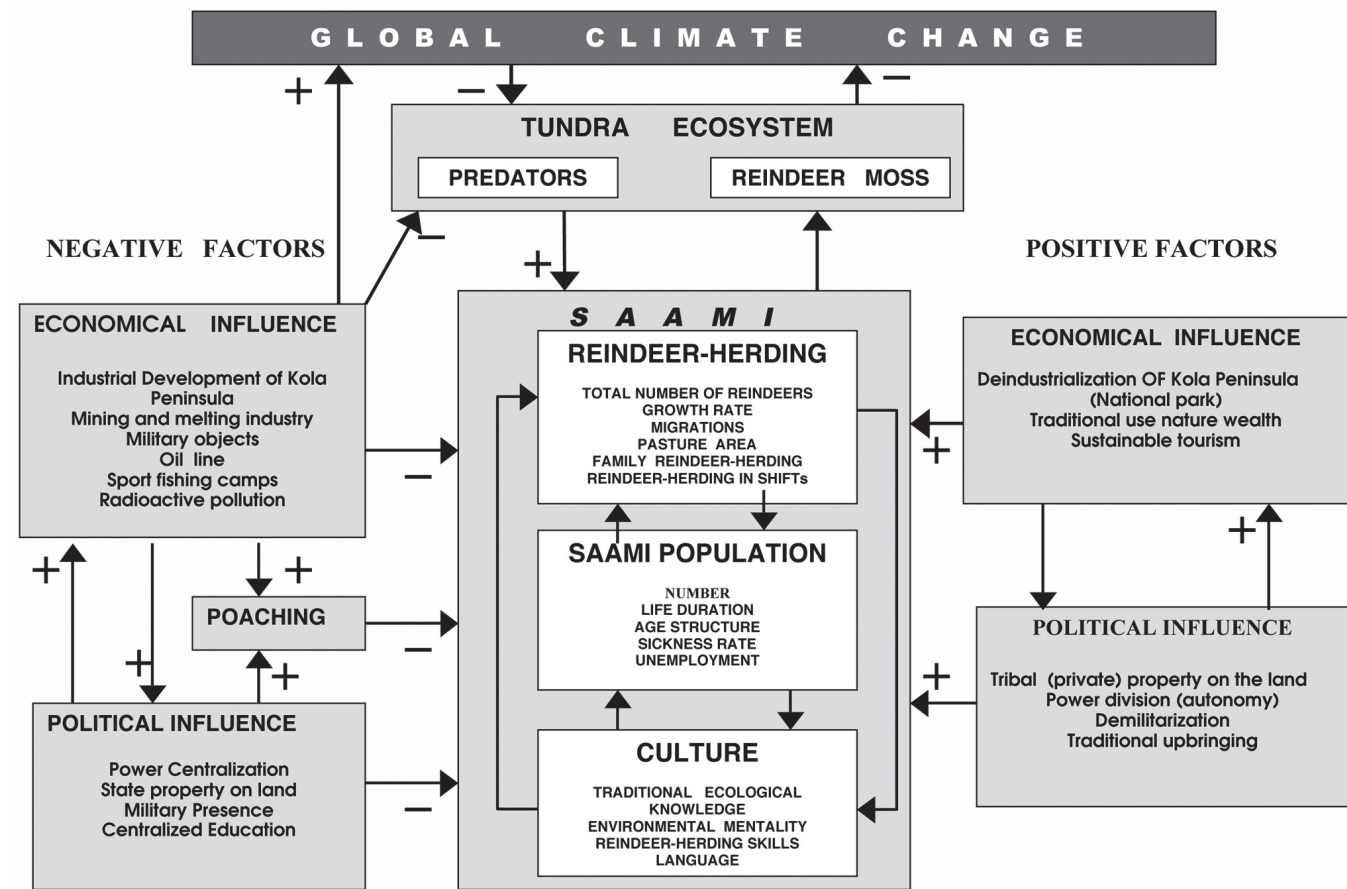 GLOBAL CLIMATE CHANGE
+
−
−
TUNDRA ECOSYSTEM
PREDATORS
REINDEER MOSS
NEGATIVE FACTORS
−
+
POSITIVE FACTORS
ECONOMICAL INFLUENCE
Industrial Development of Kola
Peninsula
Mining and melting industry
Military objects
Oil line
Sport fishing camps
Radioactive pollution
−
+
+
POACHING
−
+
+
POLITICAL INFLUENCE
Power Centralization
State property on land
Military Presence
Centralized Education
−
SAAMI
REINDEER-HERDING
TOTAL NUMBER OF REINDEERS
GROWTH RATE
MIGRATIONS
PASTURE AREA
FAMILY REINDEER-HERDING
REINDEER-HERDING IN SHIFTs
SAAMI POPULATION
NUMBER
LIFE DURATION
AGE STRUCTURE
SICKNESS RATE
UNEMPLOYMENT
CULTURE
TRADITIONAL ECOLOGICAL
KNOWLEDGE
ENVIRONMENTAL MENTALITY
REINDEER-HERDING SKILLS
LANGUAGE
ECONOMICAL INFLUENCE
Deindustrialization OF Kola Peninsula
(National park)
Traditional use nature wealth
Sustainable tourism
+
+
POLITICAL INFLUENCE
Tribal (private) property on the land
Power division (autonomy)
Demilitarization
Traditional upbringing
+